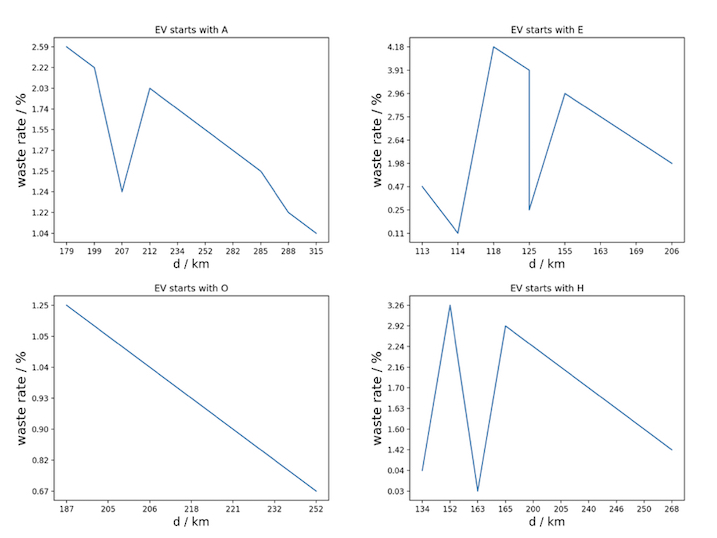 EV starts with A
waste rate / %
2.59
2.22
2.03
1.74
1.55
1.27
1.25
1.24
1.22
1.04
179 199 207 212 234 252 282 285 288 315
d / km
EV starts with E
waste rate / %
4.18
3.91
2.96
2.75
2.64
1.98
0.47
0.25
0.11
113 114 118 125 155 163 169 206
d / km
EV starts with O
waste rate / %
1.25
1.05
1.04
0.93
0.90
0.82
0.67
187 205 206 218 221 232 252
d / km
EV starts with H
waste rate / %
3.26
2.92
2.24
2.16
1.70
1.63
1.60
1.42
0.04
0.03
134 152 163 165 200 205 240 246 250 268
d / km